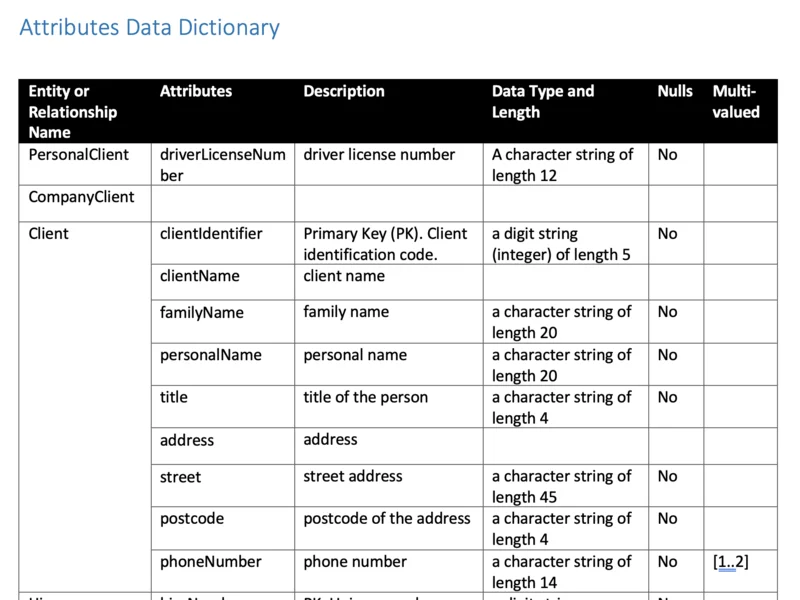 Attributes Data Dictionary
Entity or Relationship Name Attributes Description Data Type and Length Nulls Multi-valued
PersonalClient driverLicenseNumber driver license number A character string of length 12 No
CompanyClient
Client clientIdentifier Primary Key (PK). Client identification code. a digit string (integer) of length 5 No
clientName client name
familyName family name a character string of length 20 No
personalName personal name a character string of length 20 No
title title of the person a character string of length 4 No
address address
street street address a character string of length 45 No
postcode postcode of the address a character string of length 4 No
phoneNumber phone number a character string of length 14 No [1..2]